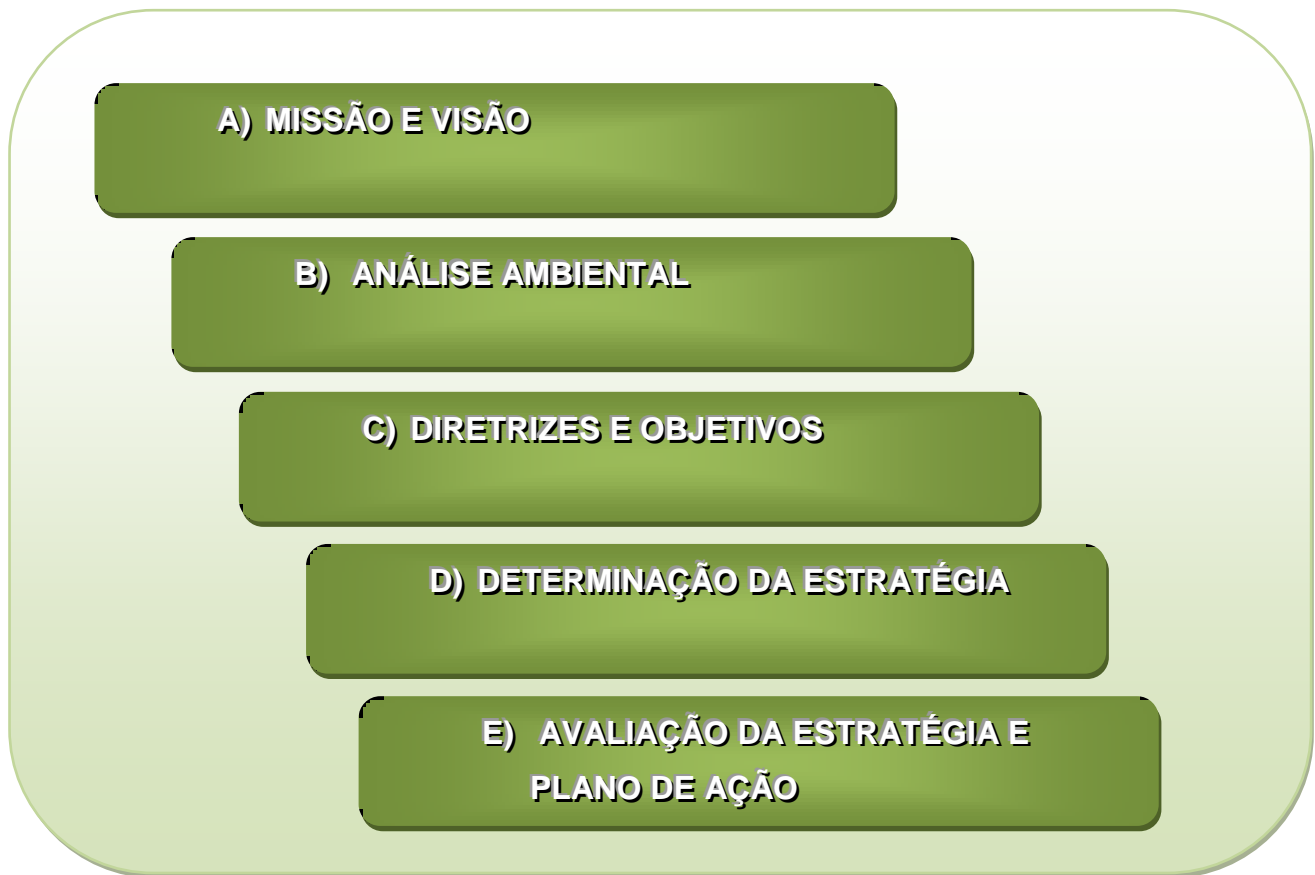 A) MISSÃO E VISÃO
B) ANÁLISE AMBIENTAL
C) DIRETRIZES E OBJETIVOS
D) DETERMINAÇÃO DA ESTRATÉGIA
E) AVALIAÇÃO DA ESTRATÉGIA E
PLANO DE AÇÃO